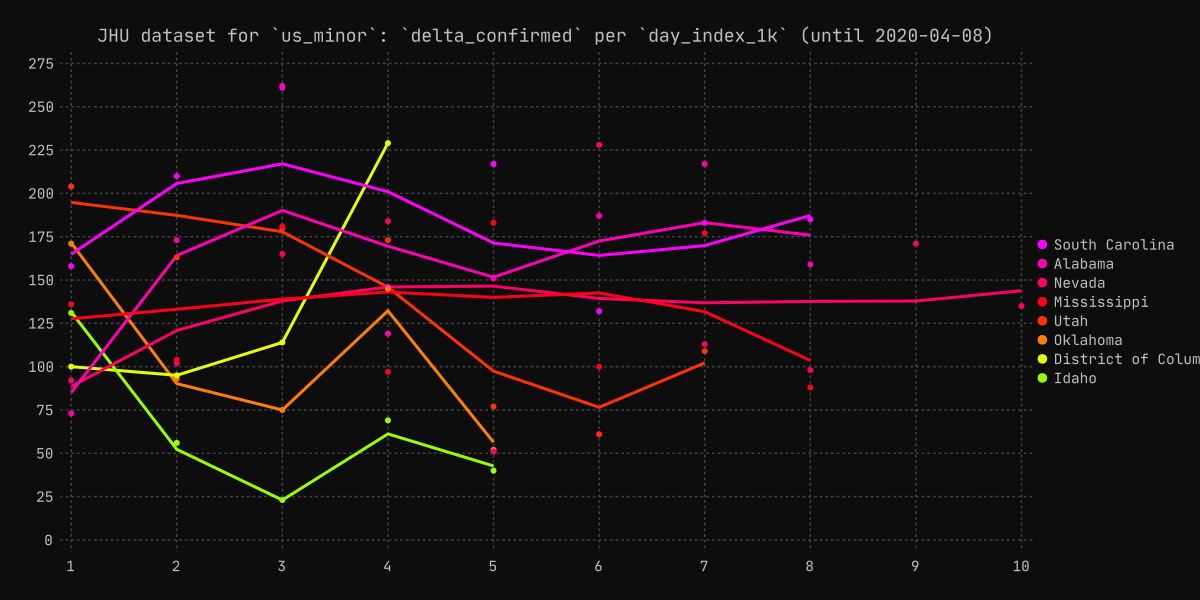 JHU dataset for `us_minor`: `delta_confirmed` per `day_index_1k` (until 2020-04-08)
275
250
225
200
175
150
125
100
75
50
25
0
1 2 3 4 5 6 7 8 9 10
South Carolina
Alabama
Nevada
Mississippi
Utah
Oklahoma
District of Colum
Idaho